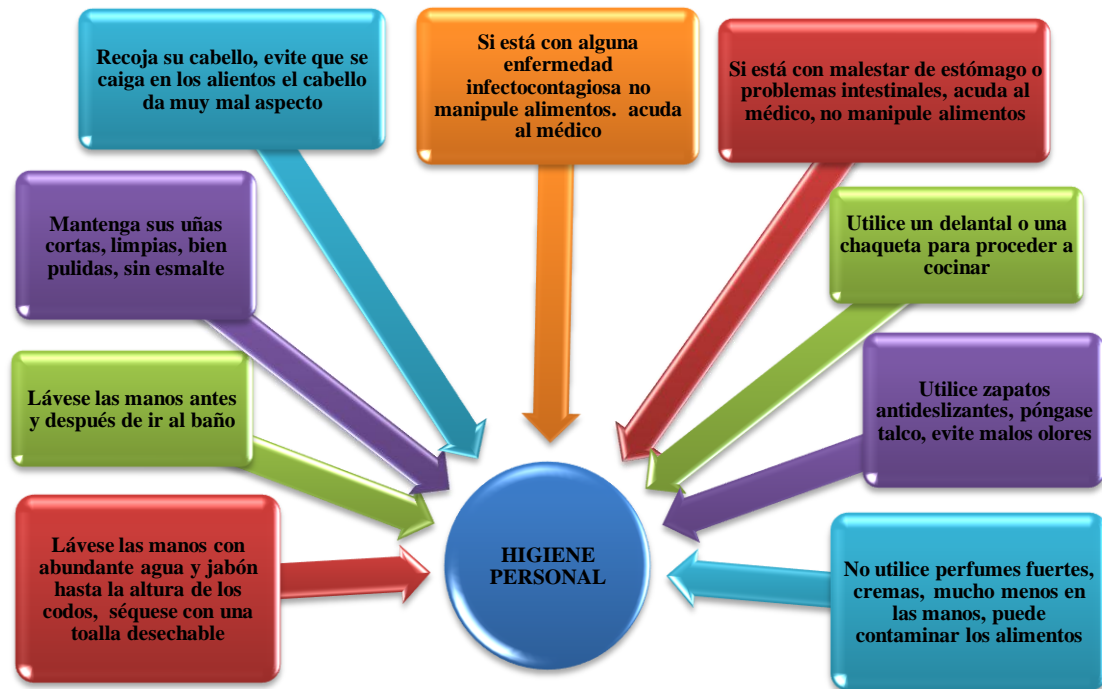 Recoja su cabello, evite que se
caiga en los alientos el cabello
da muy mal aspecto
Si está con alguna
enfermedad
infectocontagiosa no
manipule alimentos.  acuda
al médico
Si está con malestar de estómago o
problemas intestinales, acuda al
médico, no manipule alimentos
Mantenga sus uñas
cortas, limpias, bien
pulidas, sin esmalte
Utilice un delantal o una
chaqueta para proceder a
cocinar
Lávese las manos antes
y después de ir al baño
Utilice zapatos
antideslizantes, póngase
talco, evite malos olores
Lávese las manos con
abundante agua y jabón
hasta la altura de los
codos,  séquese con una
toalla desechable
HIGIENE
PERSONAL
No utilice perfumes fuertes,
cremas,  mucho menos en
las manos, puede
contaminar los alimentos